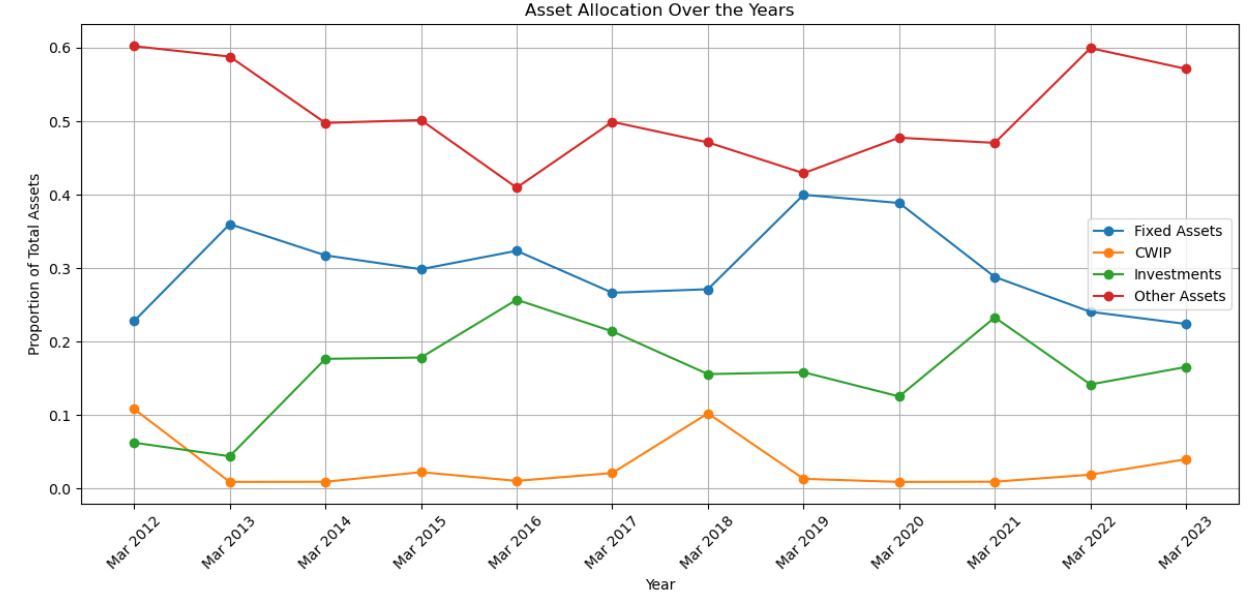 Asset Allocation Over the Years
Proportion of Total Assets
0.6
0.5
0.4
0.3
0.2
0.1
0.0
Fixed Assets
CWIP
Investments
Other Assets
Mar 2012
Mar 2013
Mar 2014
Mar 2015
Mar 2016
Mar 2017
Mar 2018
Mar 2019
Mar 2020
Mar 2021
Mar 2022
Mar 2023
Year